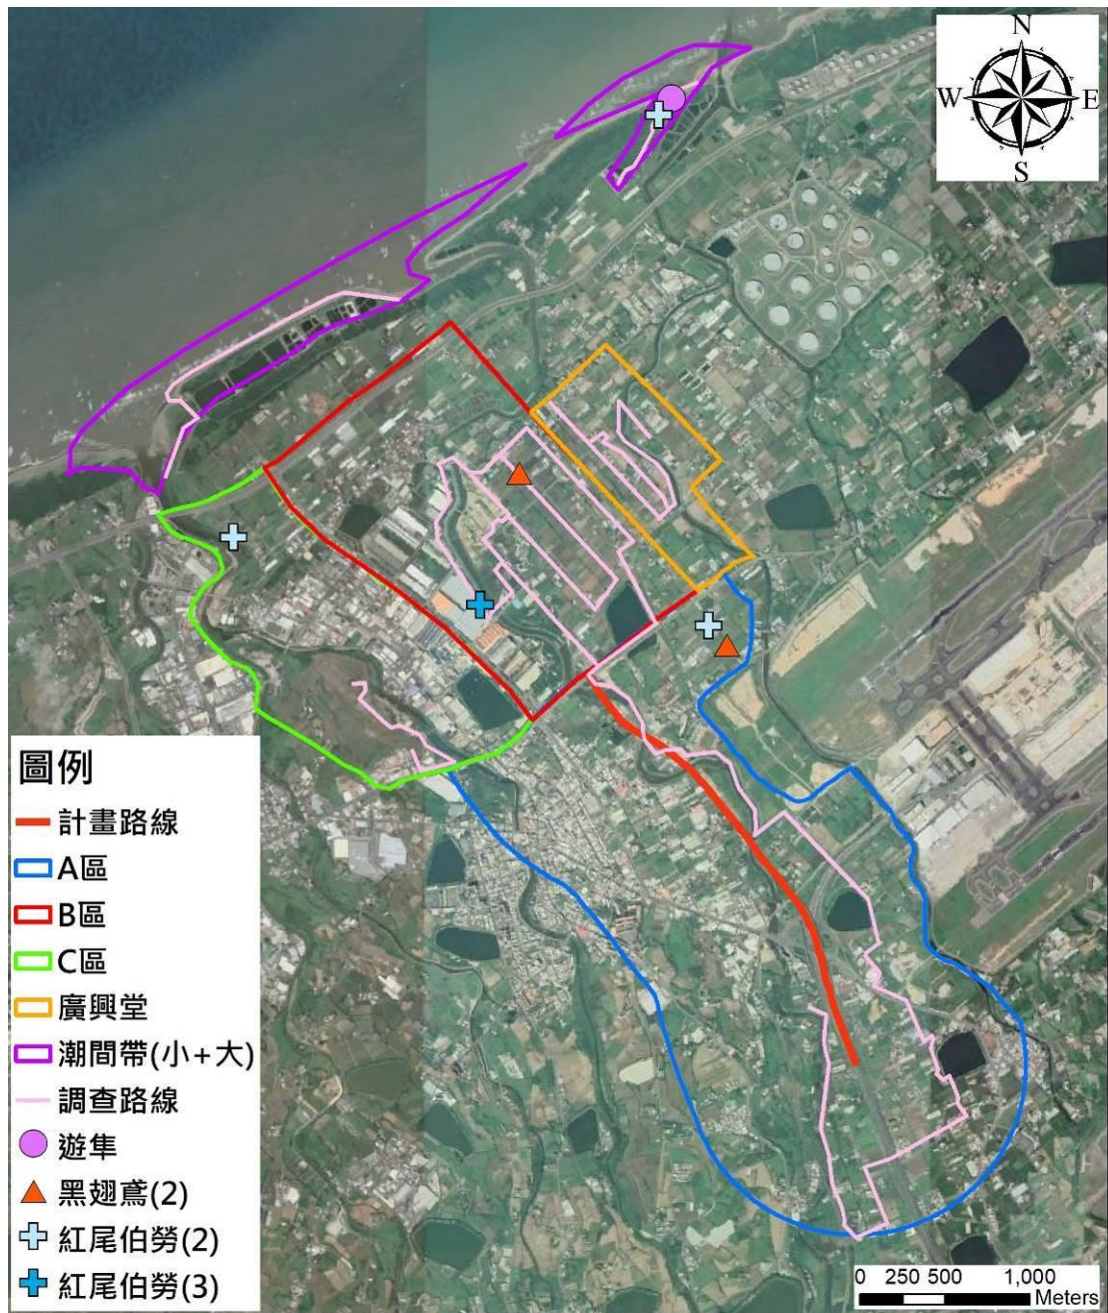 N
W E
S
圖例
計畫路線
A區
B區
C區
廣興堂
潮間帶(小+大)
調查路線
遊隼
黑翅鳶(2)
紅尾伯勞(2)
紅尾伯勞(3)
0 250 500 1,000
Meters